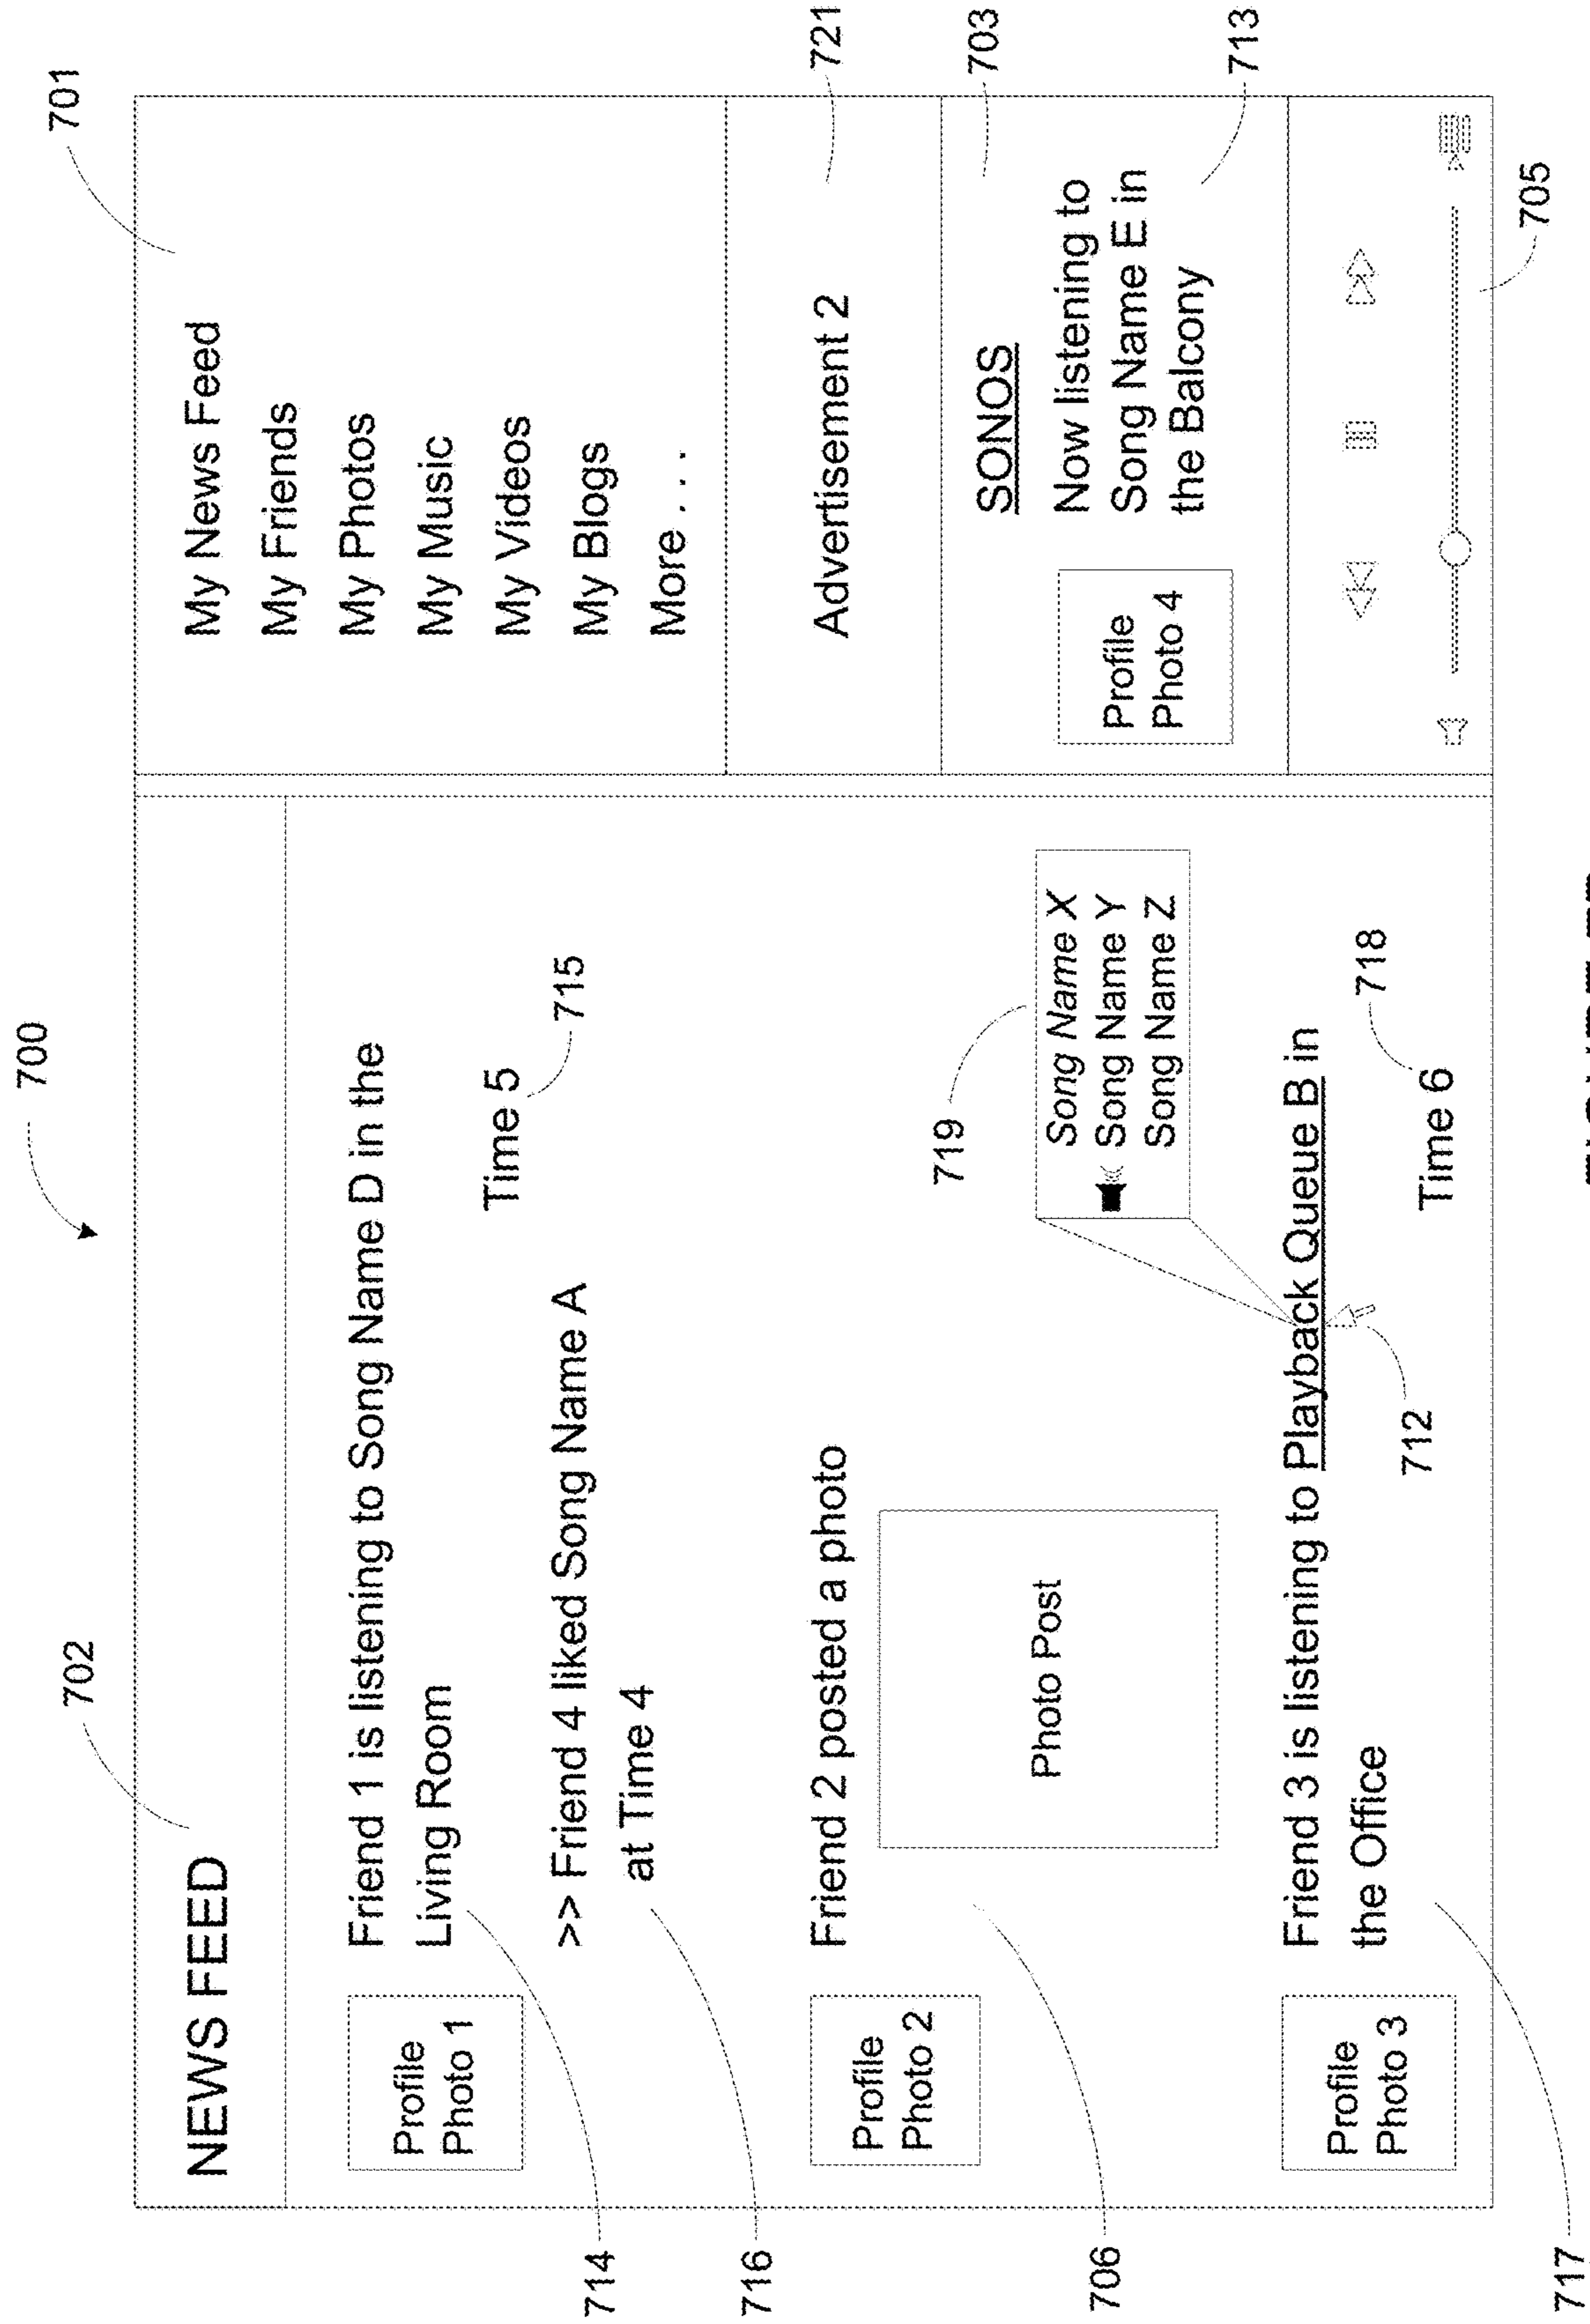 700
702
701
NEWS FEED
Profile
Photo 1
Friend 1 is listening to Song Name D in the
Living Room
Time 5
715
>> Friend 4 liked Song Name A
at Time 4
714
716
Profile
Photo 2
Friend 2 posted a photo
Photo Post
706
719
Song Name X
Song Name Y
Song Name Z
Profile
Photo 3
Friend 3 is listening to Playback Queue B in
the Office
Time 6
718
712
717
My News Feed
My Friends
My Photos
My Music
My Videos
My Blogs
More . . .
Advertisement 2
721
SONOS
703
Profile
Photo 4
Now listening to
Song Name E in
the Balcony
713
705